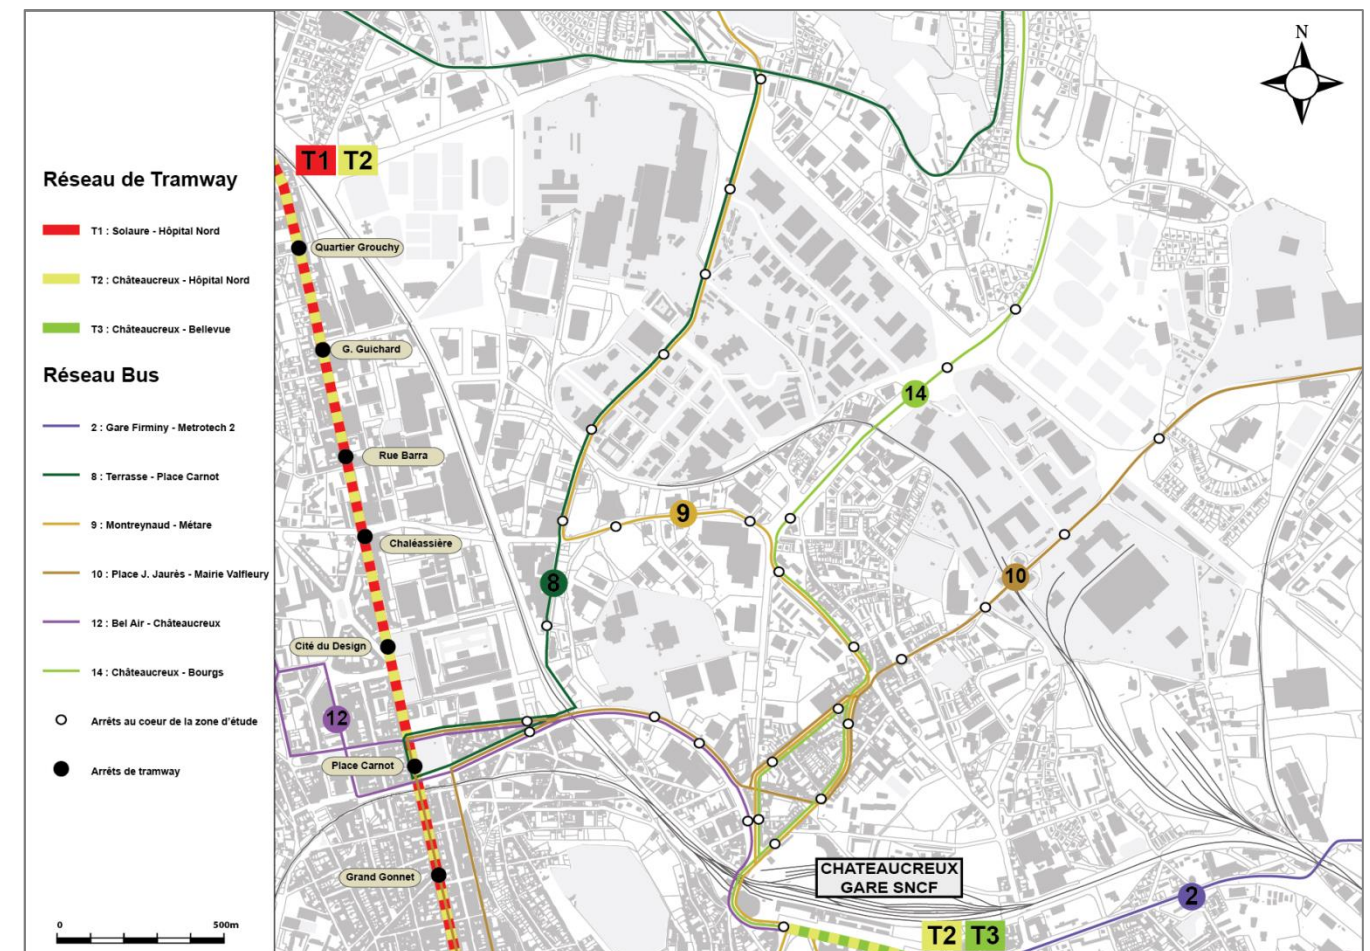 Réseau de Tramway
T1 : Solaure - Hôpital Nord
T2 : Châteaucreux - Hôpital Nord
T3 : Châteaucreux - Bellevue
Réseau Bus
2 : Gare Firminy - Metrotech 2
8 : Terrasse - Place Carnot
9 : Montreynaud - Métare
10 : Place J. Jaurès - Mairie Valfleury
12 : Bel Air - Châteaucreux
14 : Châteaucreux - Bourgs
Arrêts au coeur de la zone d'étude
Arrêts de tramway
0 500m
N
T1 T2
Quartier Grouchy
G. Guichard
Rue Barra
Chaléassière
Cité du Design
Place Carnot
Grand Gonnet
14
9
8
10
12
CHATEAUCREUX
GARE SNCF
2
T2 T3